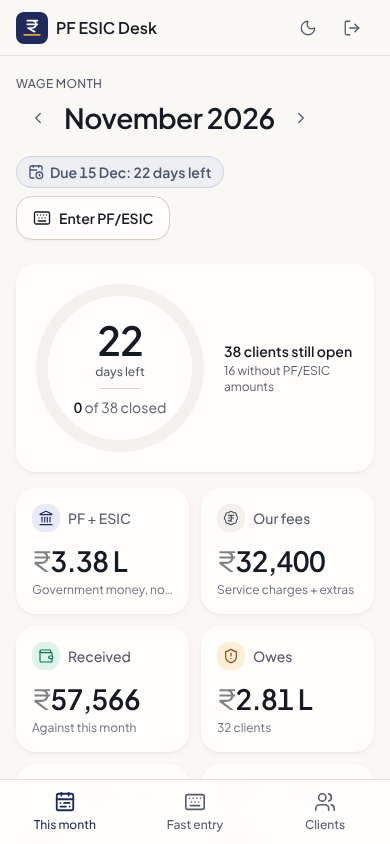 PF ESIC Desk
WAGE MONTH
November 2026
Due 15 Dec: 22 days left
Enter PF/ESIC
22
days left
0 of 38 closed
38 clients still open
16 without PF/ESIC
amounts
PF + ESIC
₹3.38 L
Government money, no...
Our fees
₹32,400
Service charges + extras
Received
₹57,566
Against this month
Owes
₹2.81 L
32 clients
This month
Fast entry
Clients